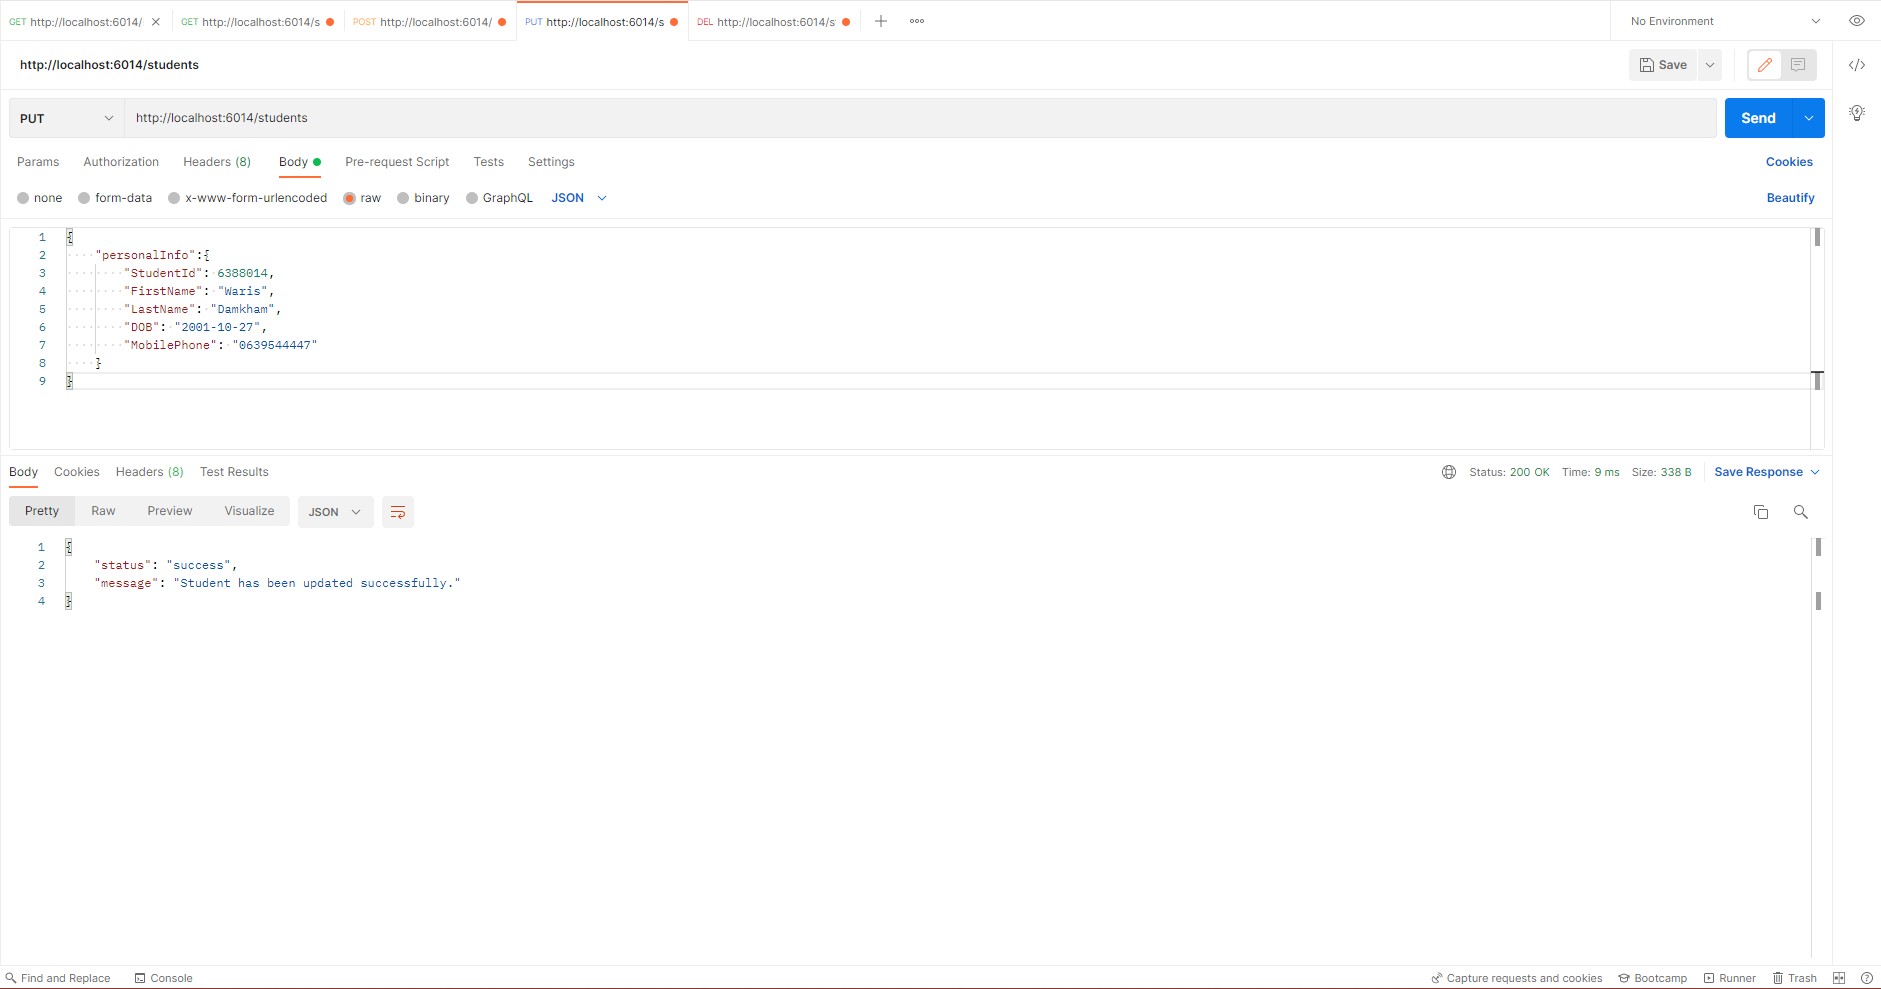 GET http://localhost:6014/ GET http://localhost:6014/s POST http://localhost:6014/ PUT http://localhost:6014/s DEL http://localhost:6014/s No Environment
http://localhost:6014/students Save
PUT http://localhost:6014/students Send
Params Authorization Headers (8) Body Pre-request Script Tests Settings Cookies
none form-data x-www-form-urlencoded raw binary GraphQL JSON Beautify
1 {
2 "personalInfo":{
3 "StudentId": 6388014,
4 "FirstName": "Waris",
5 "LastName": "Damkham",
6 "DOB": "2001-10-27",
7 "MobilePhone": "0639544447"
8 }
9 }
Body Cookies Headers (8) Test Results Status: 200 OK Time: 9 ms Size: 338 B Save Response
Pretty Raw Preview Visualize JSON
1 {
2 "status": "success",
3 "message": "Student has been updated successfully."
4 }
Find and Replace Console Capture requests and cookies Bootcamp Runner Trash